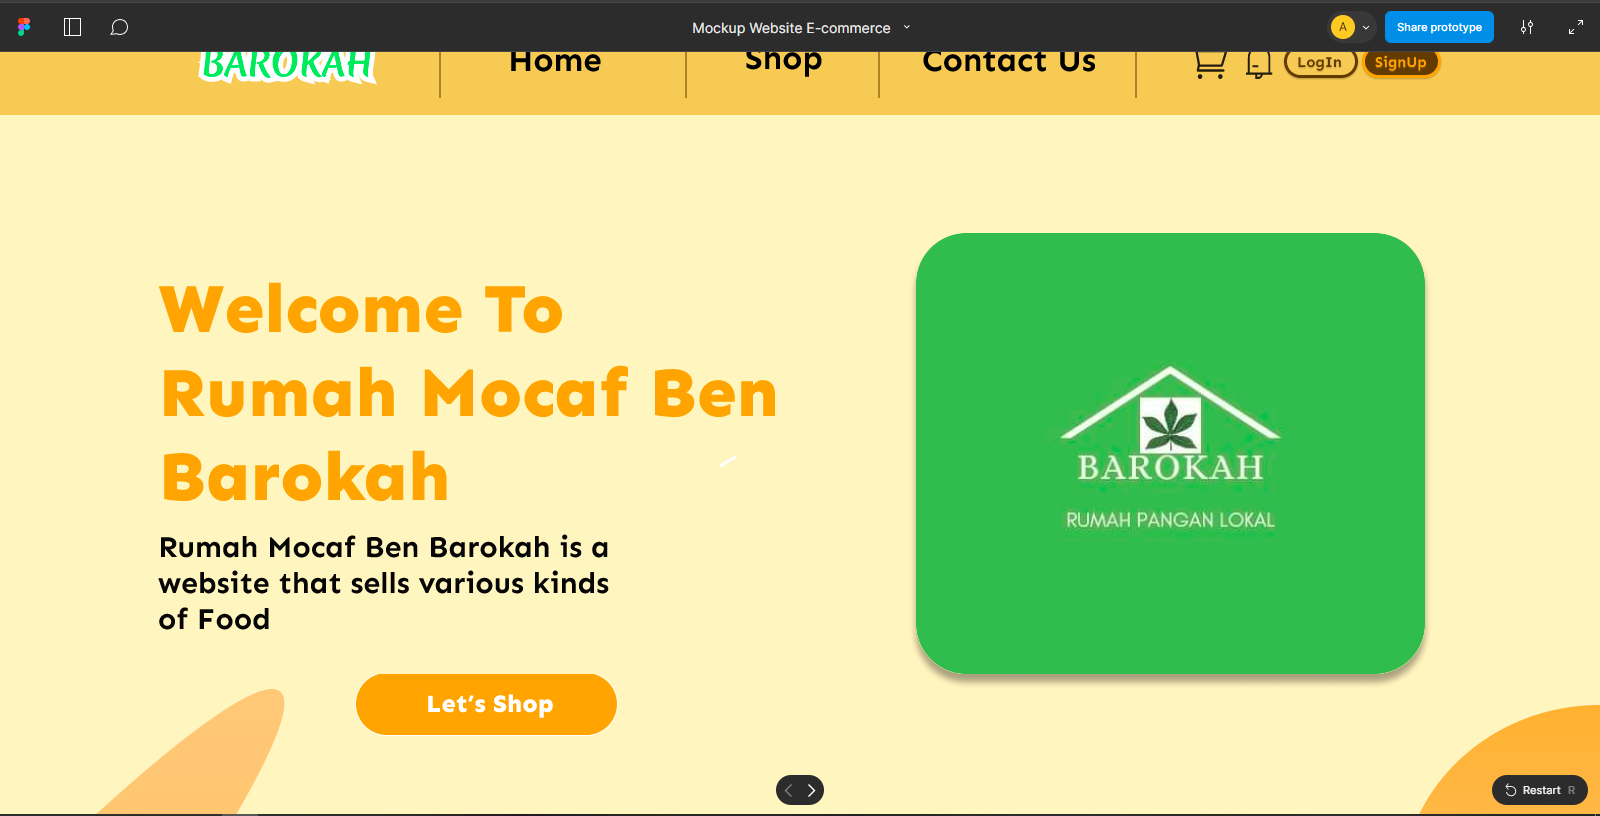 Mockup Website E-commerce
A
Share prototype
BAROKAH
Home
Shop
Contact Us
LogIn
SignUp
Welcome To
Rumah Mocaf Ben
Barokah
Rumah Mocaf Ben Barokah is a
website that sells various kinds
of Food
Let's Shop
BAROKAH
RUMAH PANGAN LOKAL
Restart R